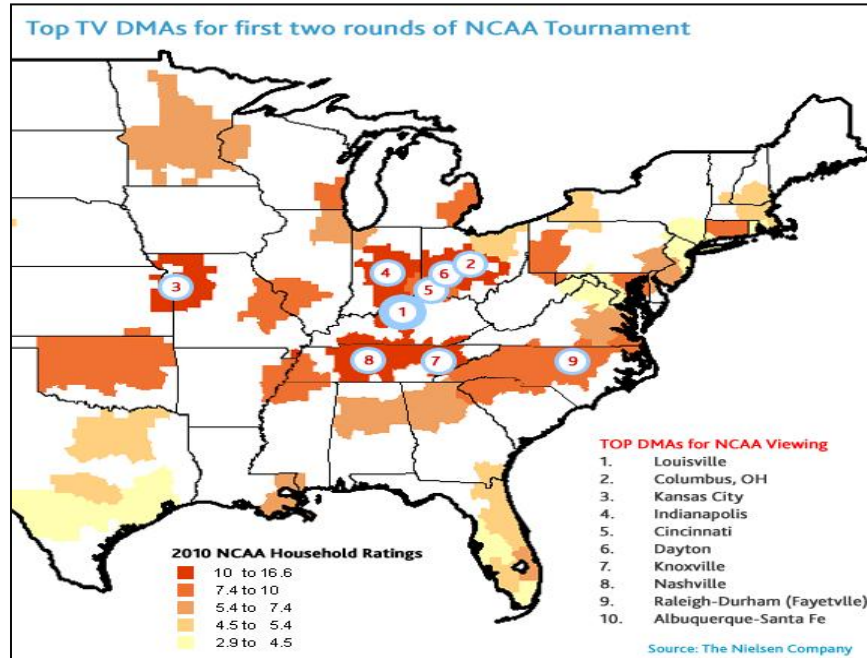 Top TV DMAs for first two rounds of NCAA Tournament
3
4
2
6
5
1
8
7
9
TOP DMAs for NCAA Viewing
1. Louisville
2. Columbus, OH
3. Kansas City
4. Indianapolis
5. Cincinnati
6. Dayton
7. Knoxville
8. Nashville
9. Raleigh-Durham (Fayetvlle)
10. Albuquerque-Santa Fe
2010 NCAA Household Ratings
10 to 16.6
7.4 to 10
5.4 to 7.4
4.5 to 5.4
2.9 to 4.5
Source: The Nielsen Company